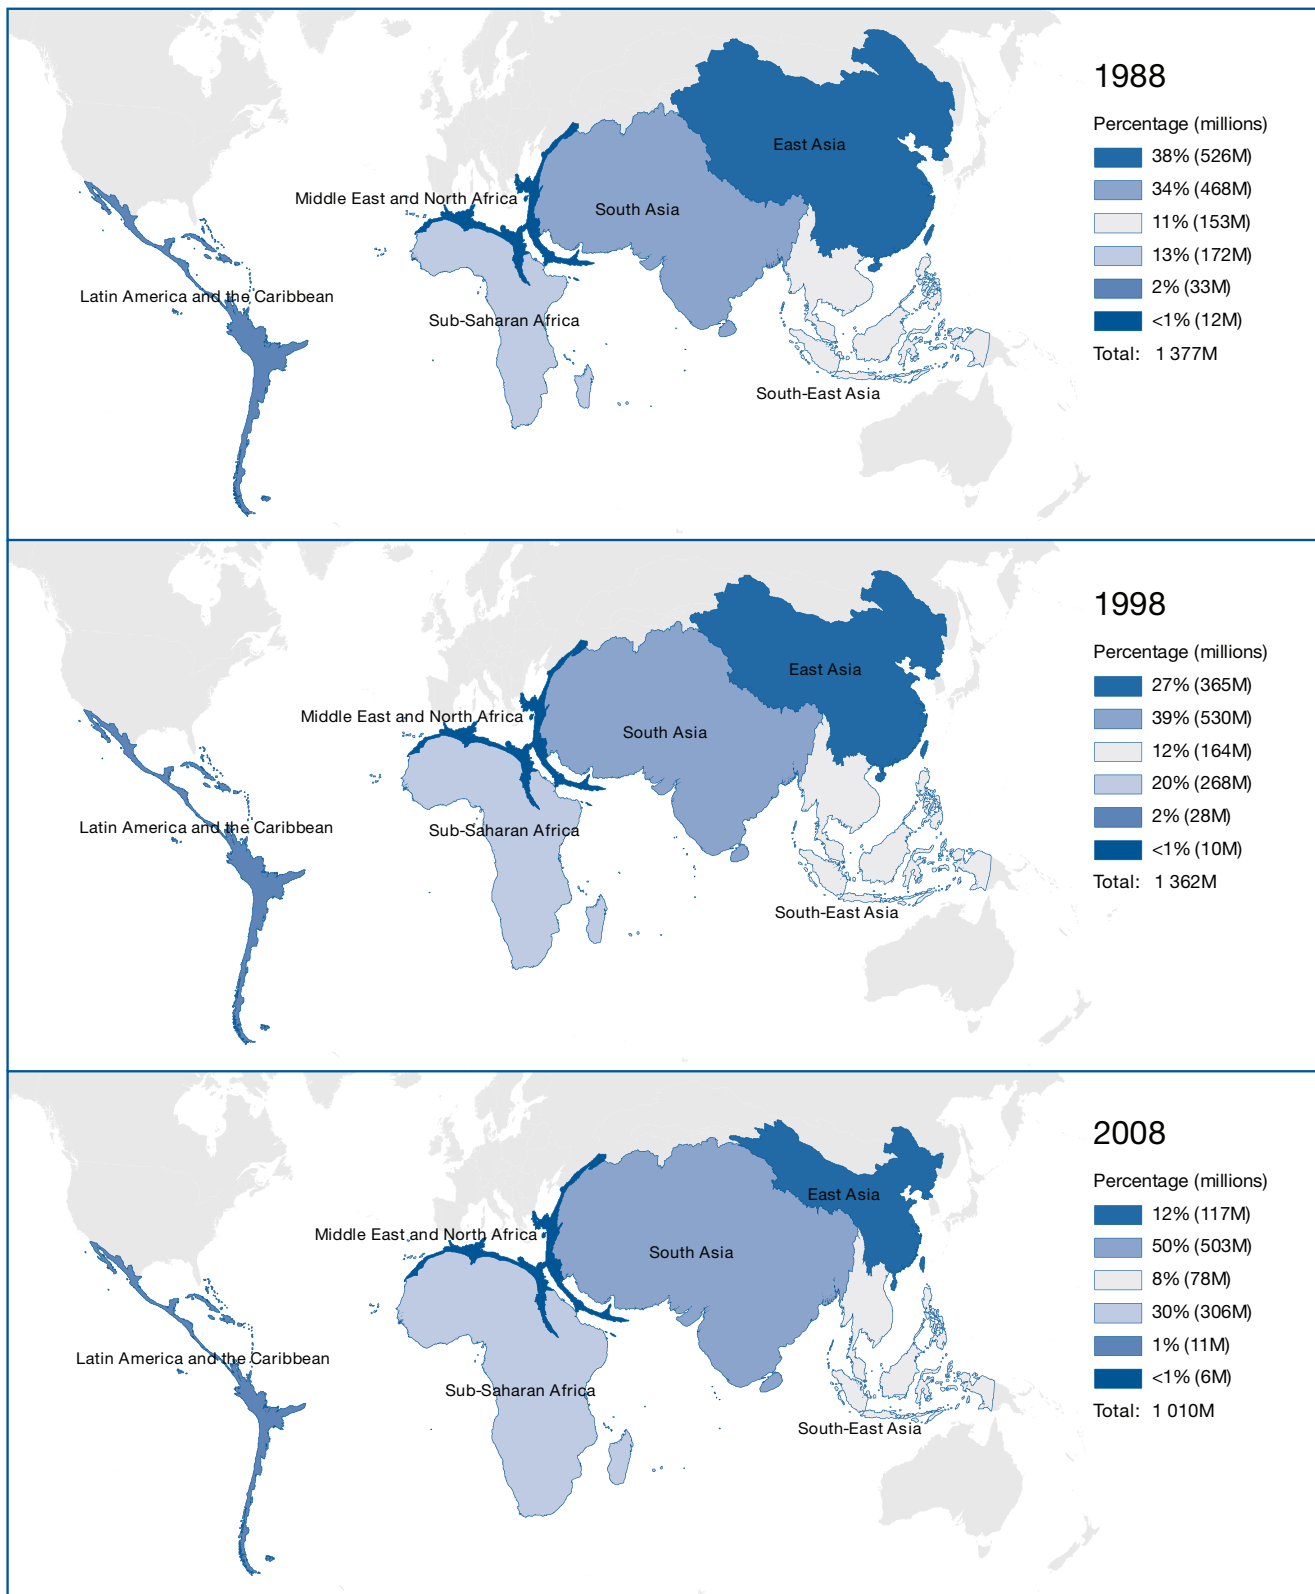 1988
Percentage (millions)
38% (526M)
34% (468M)
11% (153M)
13% (172M)
2% (33M)
<1% (12M)
Total: 1 377M
East Asia
Middle East and North Africa
South Asia
Latin America and the Caribbean
Sub-Saharan Africa
South-East Asia
1998
Percentage (millions)
27% (365M)
39% (530M)
12% (164M)
20% (268M)
2% (28M)
<1% (10M)
Total: 1 362M
East Asia
Middle East and North Africa
South Asia
Latin America and the Caribbean
Sub-Saharan Africa
South-East Asia
2008
Percentage (millions)
12% (117M)
50% (503M)
8% (78M)
30% (306M)
1% (11M)
<1% (6M)
Total: 1 010M
East Asia
Middle East and North Africa
South Asia
Latin America and the Caribbean
Sub-Saharan Africa
South-East Asia